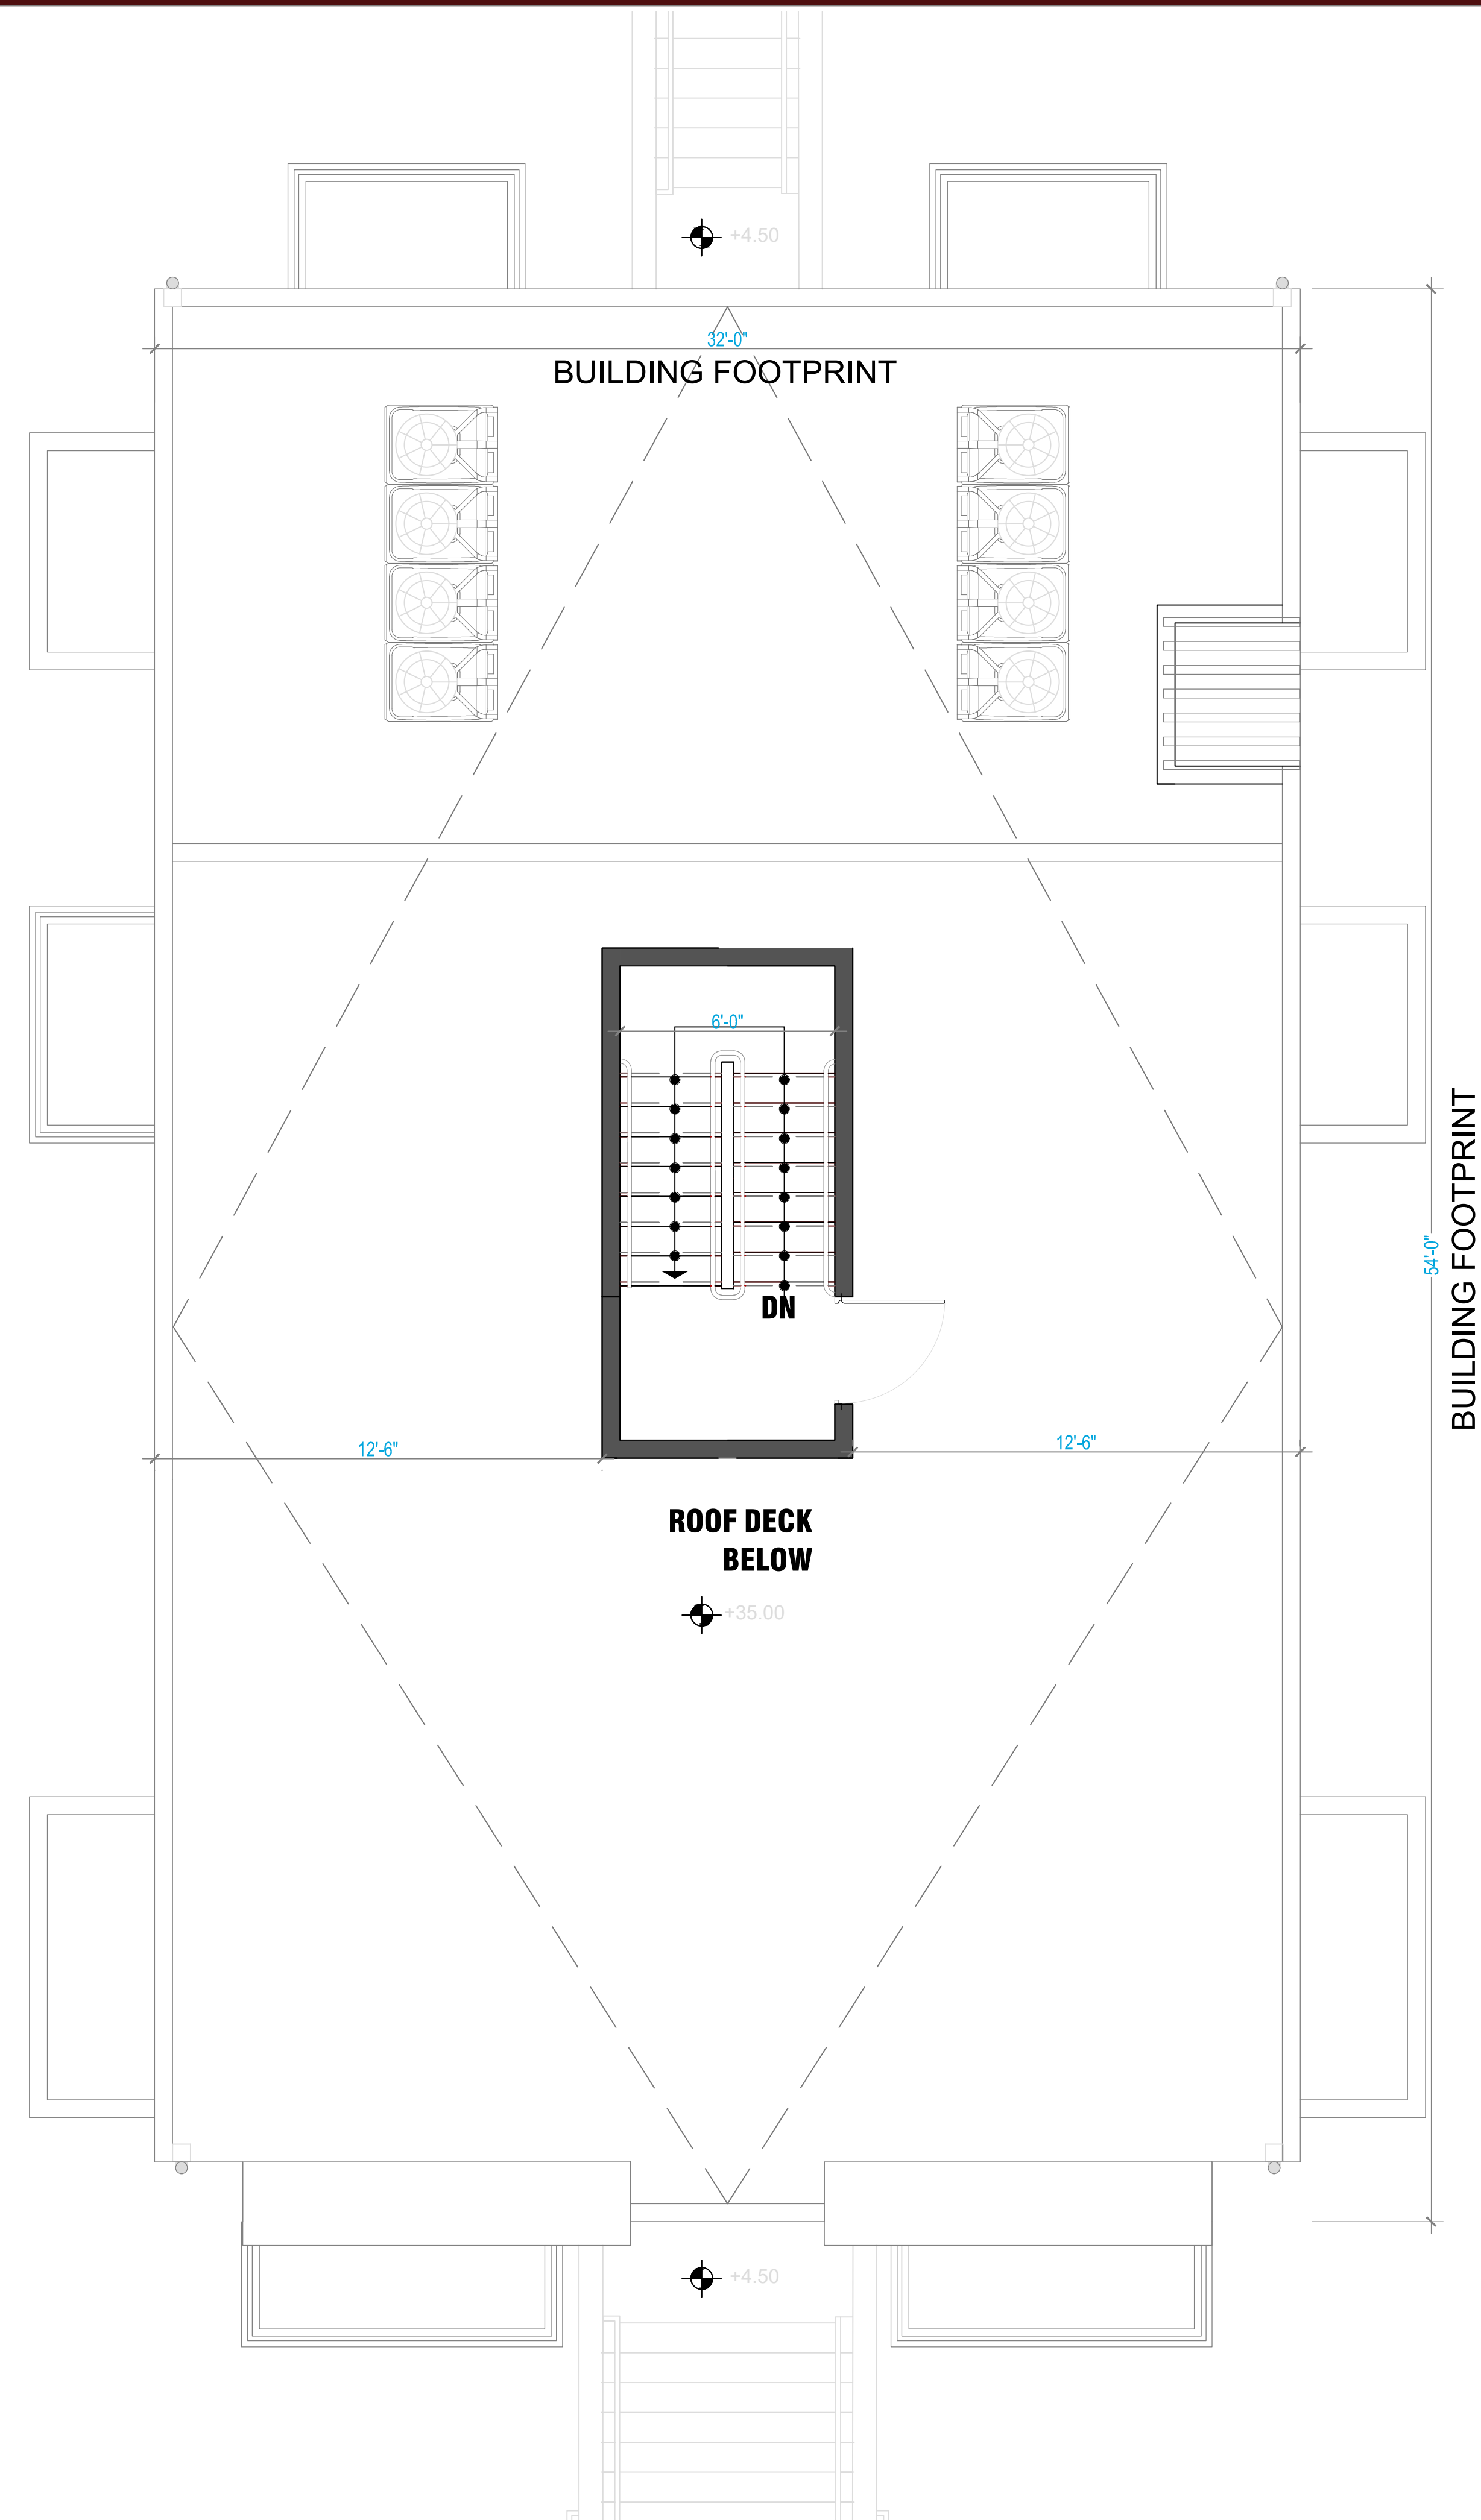 +4.50
32'-0"
BUILDING FOOTPRINT
6'-0"
DN
54'-0"
BUILDING FOOTPRINT
12'-6"
12'-6"
ROOF DECK
BELOW
+35.00
+4.50